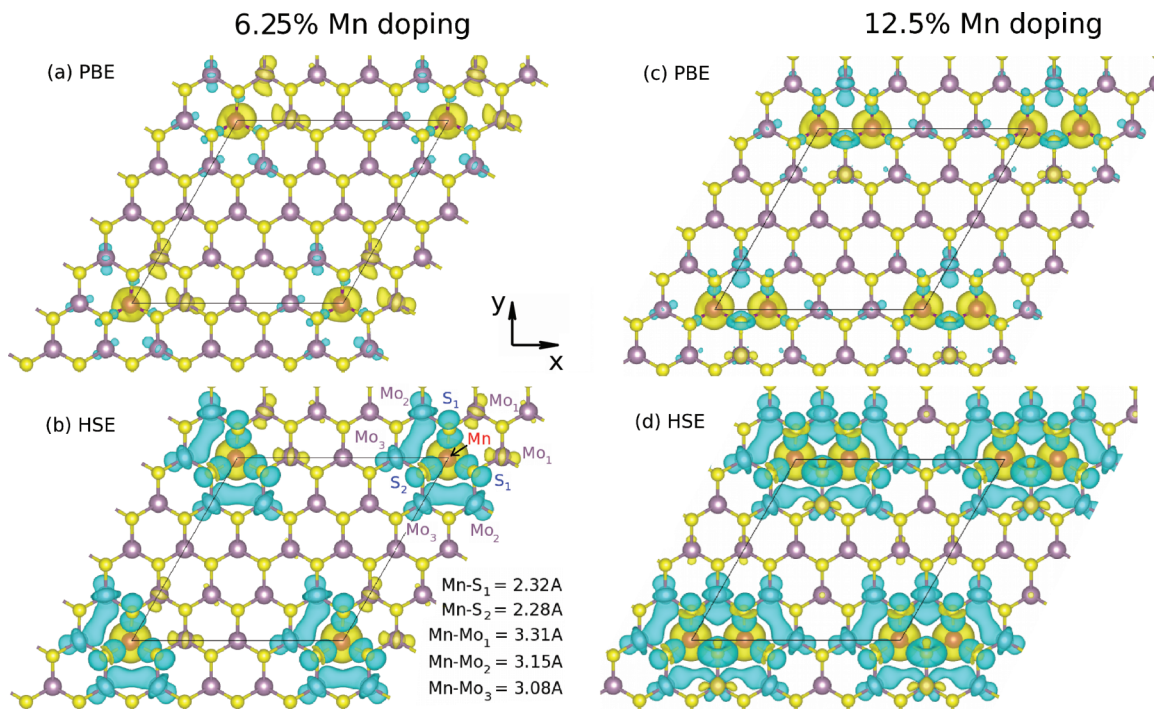 6.25% Mn doping
12.5% Mn doping
(a) PBE
(c) PBE
y
x
(b) HSE
Mo₂
S₁
Mo₁
Mo₃
Mn
Mo₁
S₂
S₁
Mo₃
Mo₂
Mn-S₁ = 2.32A
Mn-S₂ = 2.28A
Mn-Mo₁ = 3.31A
Mn-Mo₂ = 3.15A
Mn-Mo₃ = 3.08A
(d) HSE